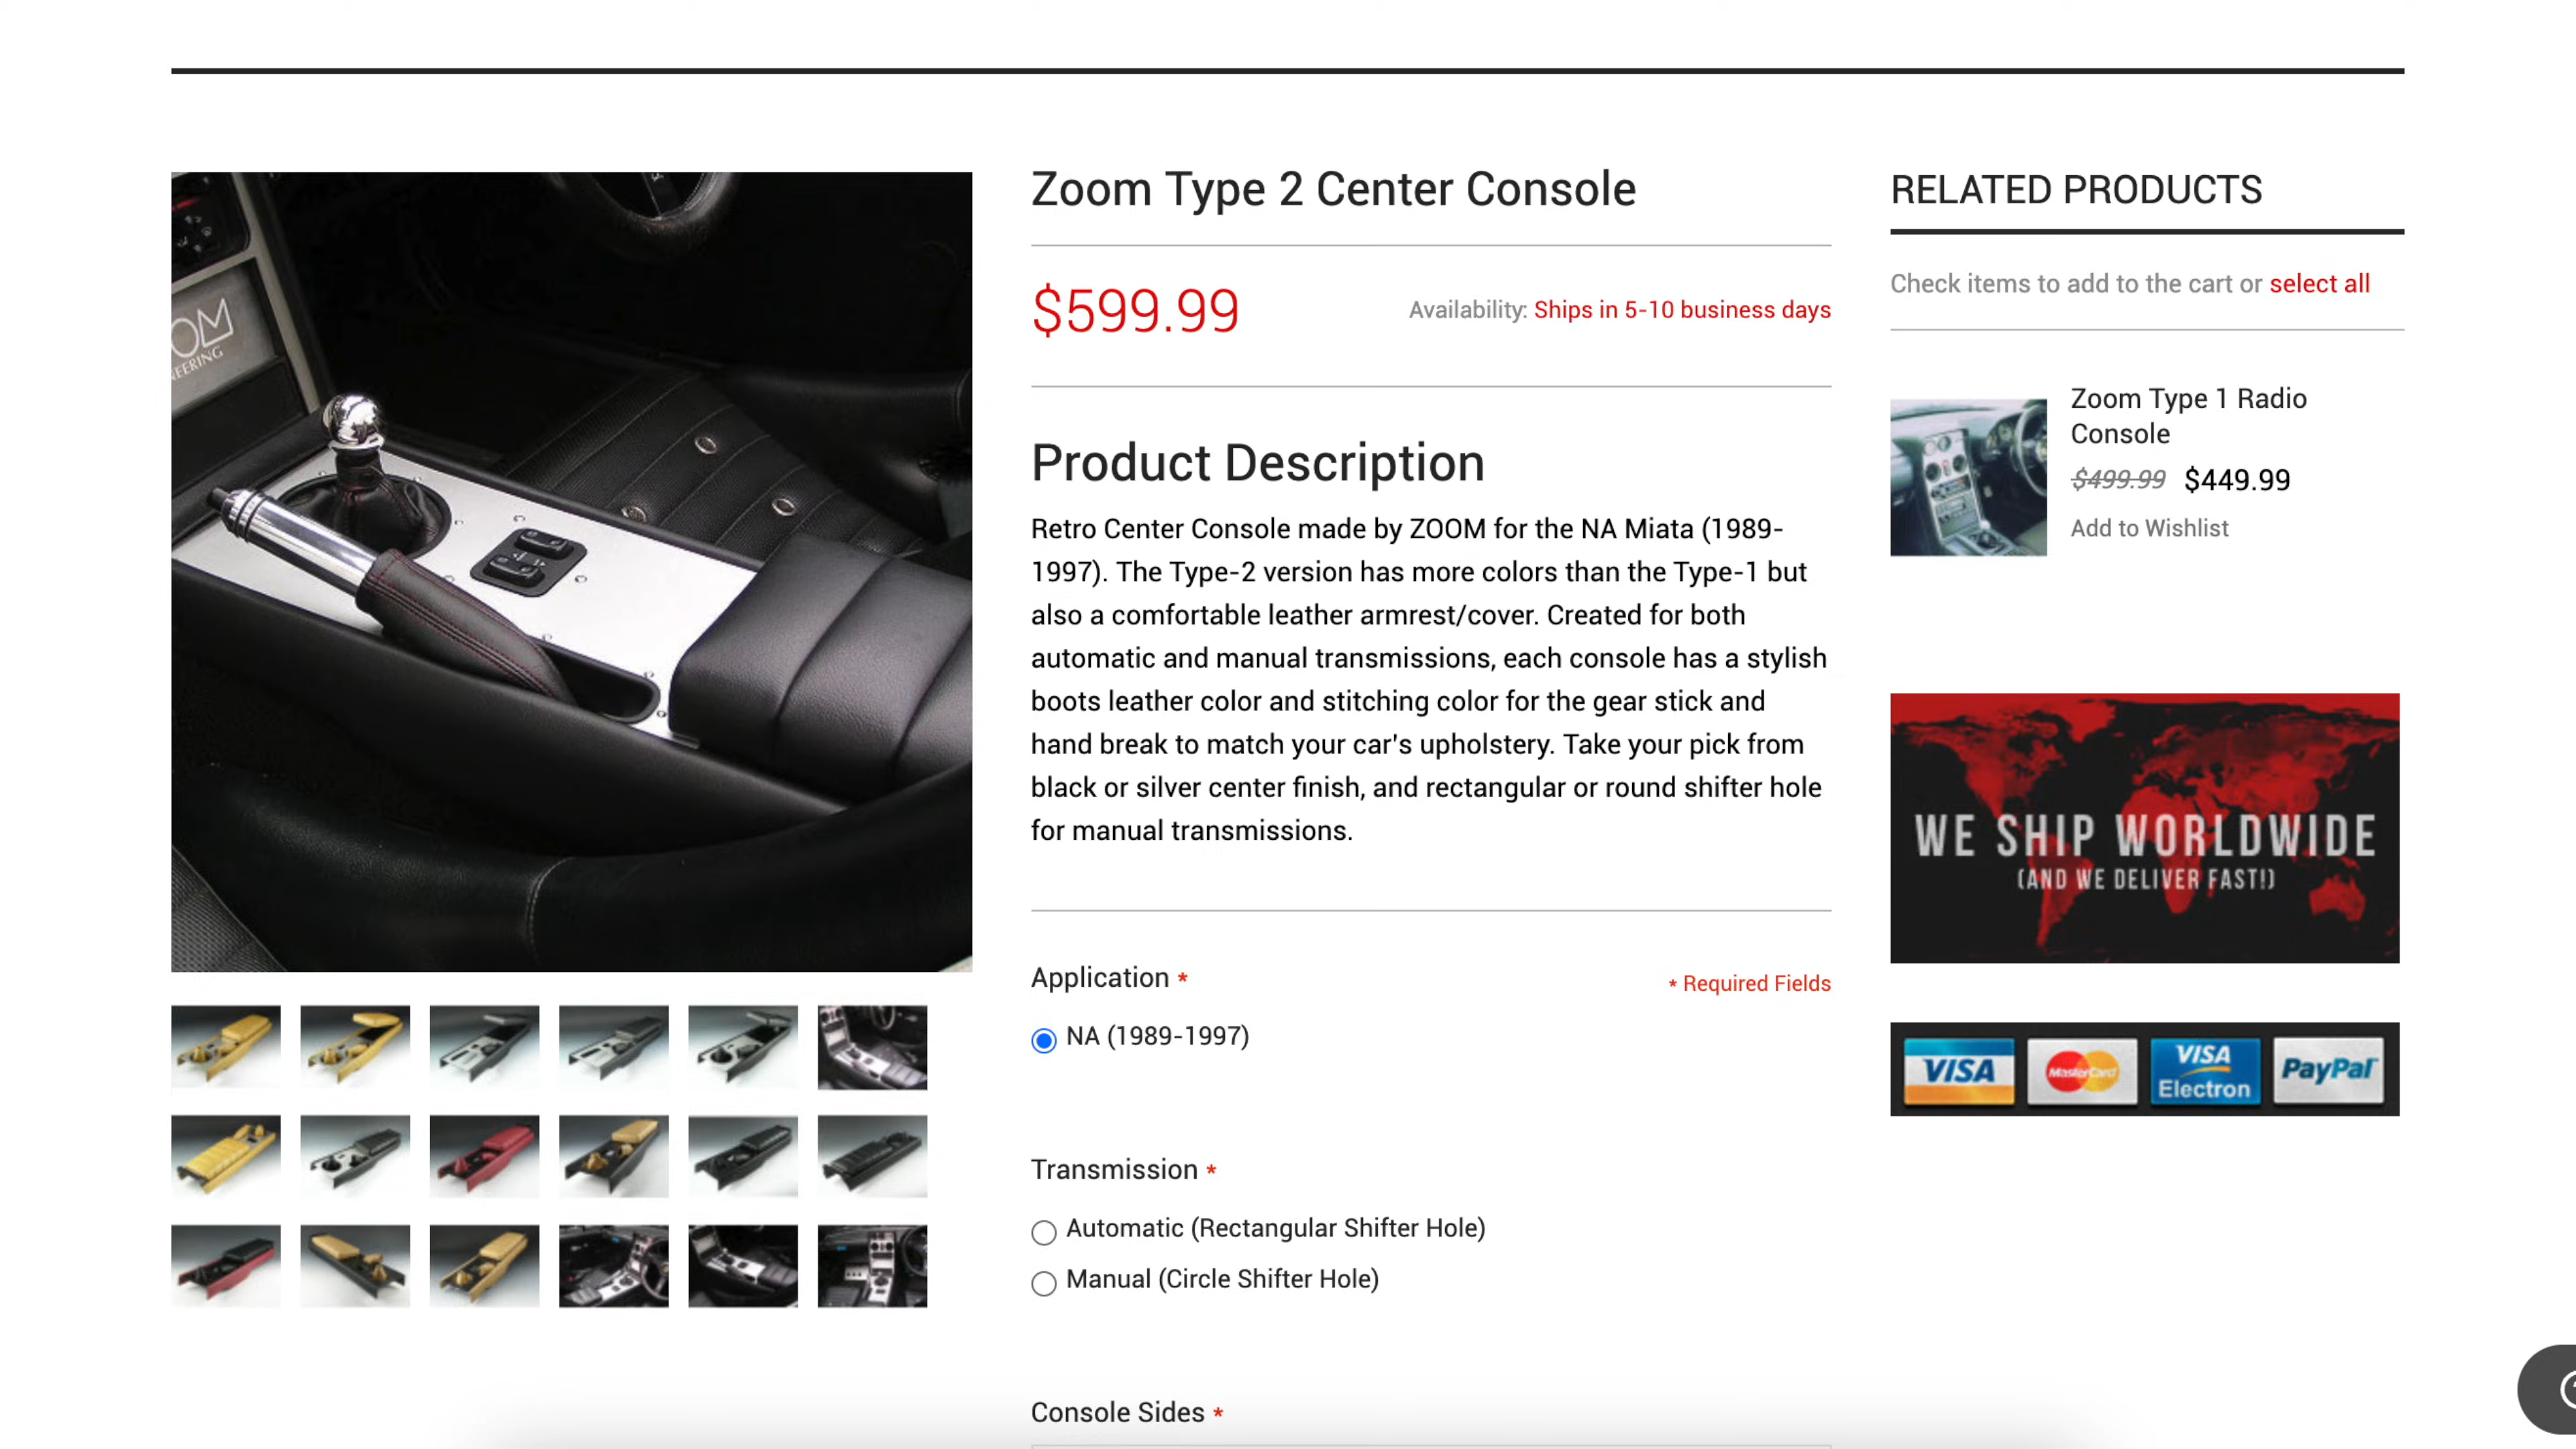 Zoom Type 2 Center Console
$599.99
Availability: Ships in 5-10 business days
Product Description
Retro Center Console made by ZOOM for the NA Miata (1989-
1997). The Type-2 version has more colors than the Type-1 but
also a comfortable leather armrest/cover. Created for both
automatic and manual transmissions, each console has a stylish
boots leather color and stitching color for the gear stick and
hand break to match your car's upholstery. Take your pick from
black or silver center finish, and rectangular or round shifter hole
for manual transmissions.
Application *
* Required Fields
NA (1989-1997)
Transmission *
Automatic (Rectangular Shifter Hole)
Manual (Circle Shifter Hole)
Console Sides *
RELATED PRODUCTS
Check items to add to the cart or select all
Zoom Type 1 Radio
Console
$499.99 $449.99
Add to Wishlist
WE SHIP WORLDWIDE
(AND WE DELIVER FAST!)
VISA
MasterCard
VISA
Electron
PayPal
OM
NEERING